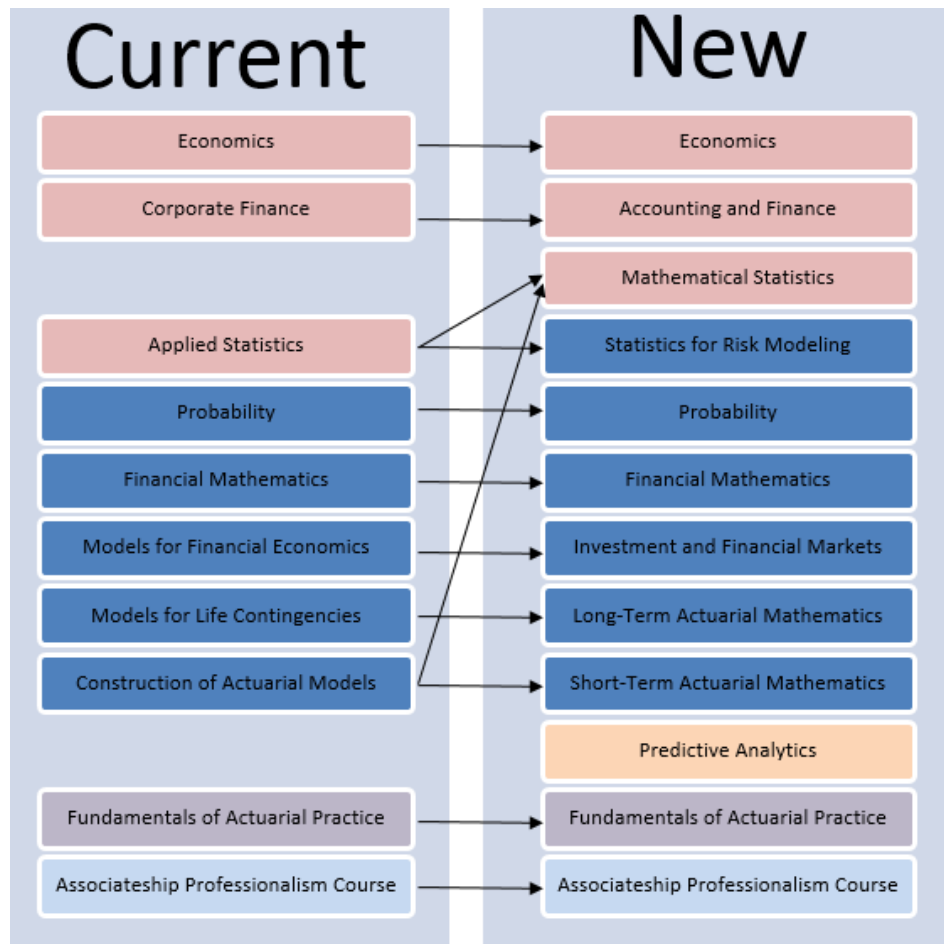 Current
New
Economics
Economics
Corporate Finance
Accounting and Finance
Mathematical Statistics
Applied Statistics
Statistics for Risk Modeling
Probability
Probability
Financial Mathematics
Financial Mathematics
Models for Financial Economics
Investment and Financial Markets
Models for Life Contingencies
Long-Term Actuarial Mathematics
Construction of Actuarial Models
Short-Term Actuarial Mathematics
Predictive Analytics
Fundamentals of Actuarial Practice
Fundamentals of Actuarial Practice
Associateship Professionalism Course
Associateship Professionalism Course